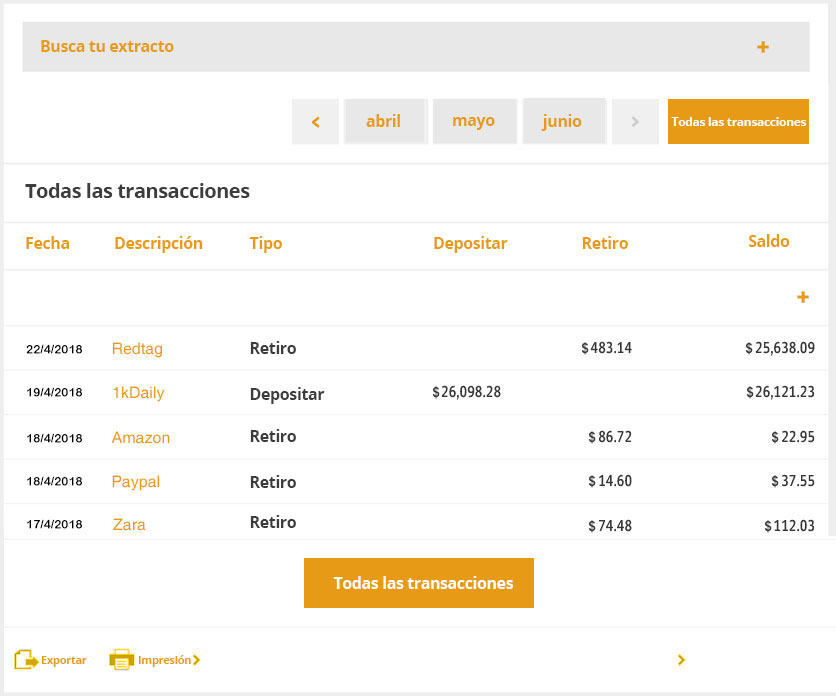 Busca tu extracto +
< abril mayo junio > Todas las transacciones
Todas las transacciones
Fecha Descripción Tipo Depositar Retiro Saldo
+
22/4/2018 Redtag Retiro $483.14 $25,638.09
19/4/2018 1kDaily Depositar $26,098.28 $26,121.23
18/4/2018 Amazon Retiro $86.72 $22.95
18/4/2018 Paypal Retiro $14.60 $37.55
17/4/2018 Zara Retiro $74.48 $112.03
Todas las transacciones
Exportar Impresión> >